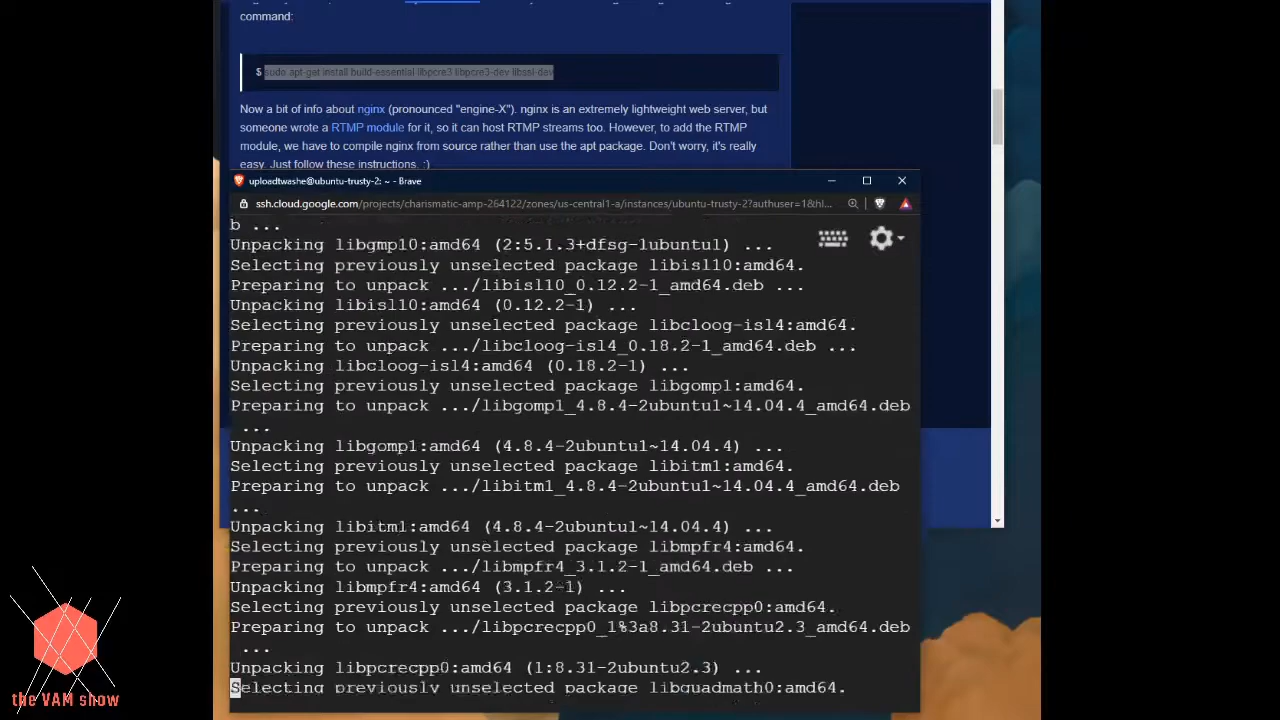 command:
$ sudo apt-get install build-essential libpcre3 libpcre3-dev libssl-dev
Now a bit of info about nginx (pronounced "engine-X"). nginx is an extremely lightweight web server, but
someone wrote a RTMP module for it, so it can host RTMP streams too. However, to add the RTMP
module, we have to compile nginx from source rather than use the apt package. Don't worry, it's really
easy. Just follow these instructions. :)
uploadtwashe@ubuntu-trusty-2: ~ - Brave
ssh.cloud.google.com/projects/charismatic-amp-264122/zones/us-central1-a/instances/ubuntu-trusty-2?authuser=1&hl...
b ...
Unpacking libgmp10:amd64 (2:5.1.3+dfsg-1ubuntu1) ...
Selecting previously unselected package libisl10:amd64.
Preparing to unpack .../libisl10_0.12.2-1_amd64.deb ...
Unpacking libisl10:amd64 (0.12.2-1) ...
Selecting previously unselected package libcloog-isl4:amd64.
Preparing to unpack .../libcloog-isl4_0.18.2-1_amd64.deb ...
Unpacking libcloog-isl4:amd64 (0.18.2-1) ...
Selecting previously unselected package libgomp1:amd64.
Preparing to unpack .../libgomp1_4.8.4-2ubuntu1~14.04.4_amd64.deb
...
Unpacking libgomp1:amd64 (4.8.4-2ubuntu1~14.04.4) ...
Selecting previously unselected package libitm1:amd64.
Preparing to unpack .../libitm1_4.8.4-2ubuntu1~14.04.4_amd64.deb
...
Unpacking libitm1:amd64 (4.8.4-2ubuntu1~14.04.4) ...
Selecting previously unselected package libmpfr4:amd64.
Preparing to unpack .../libmpfr4_3.1.2-1_amd64.deb ...
Unpacking libmpfr4:amd64 (3.1.2-1) ...
Selecting previously unselected package libpcrecpp0:amd64.
Preparing to unpack .../libpcrecpp0_1%3a8.31-2ubuntu2.3_amd64.deb
...
Unpacking libpcrecpp0:amd64 (1:8.31-2ubuntu2.3) ...
Selecting previously unselected package libquadmath0:amd64.
the VAM show